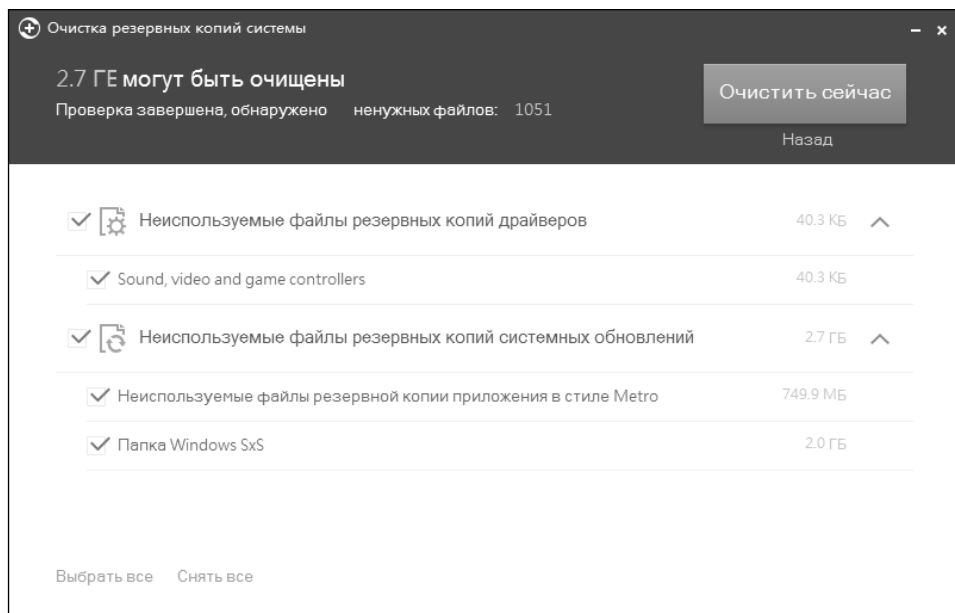 Очистка резервных копий системы
2.7 ГБ могут быть очищены
Проверка завершена, обнаружено ненужных файлов: 1051
Очистить сейчас
Назад
Неиспользуемые файлы резервных копий драйверов 40.3 КБ
Sound, video and game controllers 40.3 КБ
Неиспользуемые файлы резервных копий системных обновлений 2.7 ГБ
Неиспользуемые файлы резервной копии приложения в стиле Metro 749.9 МБ
Папка Windows SxS 2.0 ГБ
Выбрать все Снять все